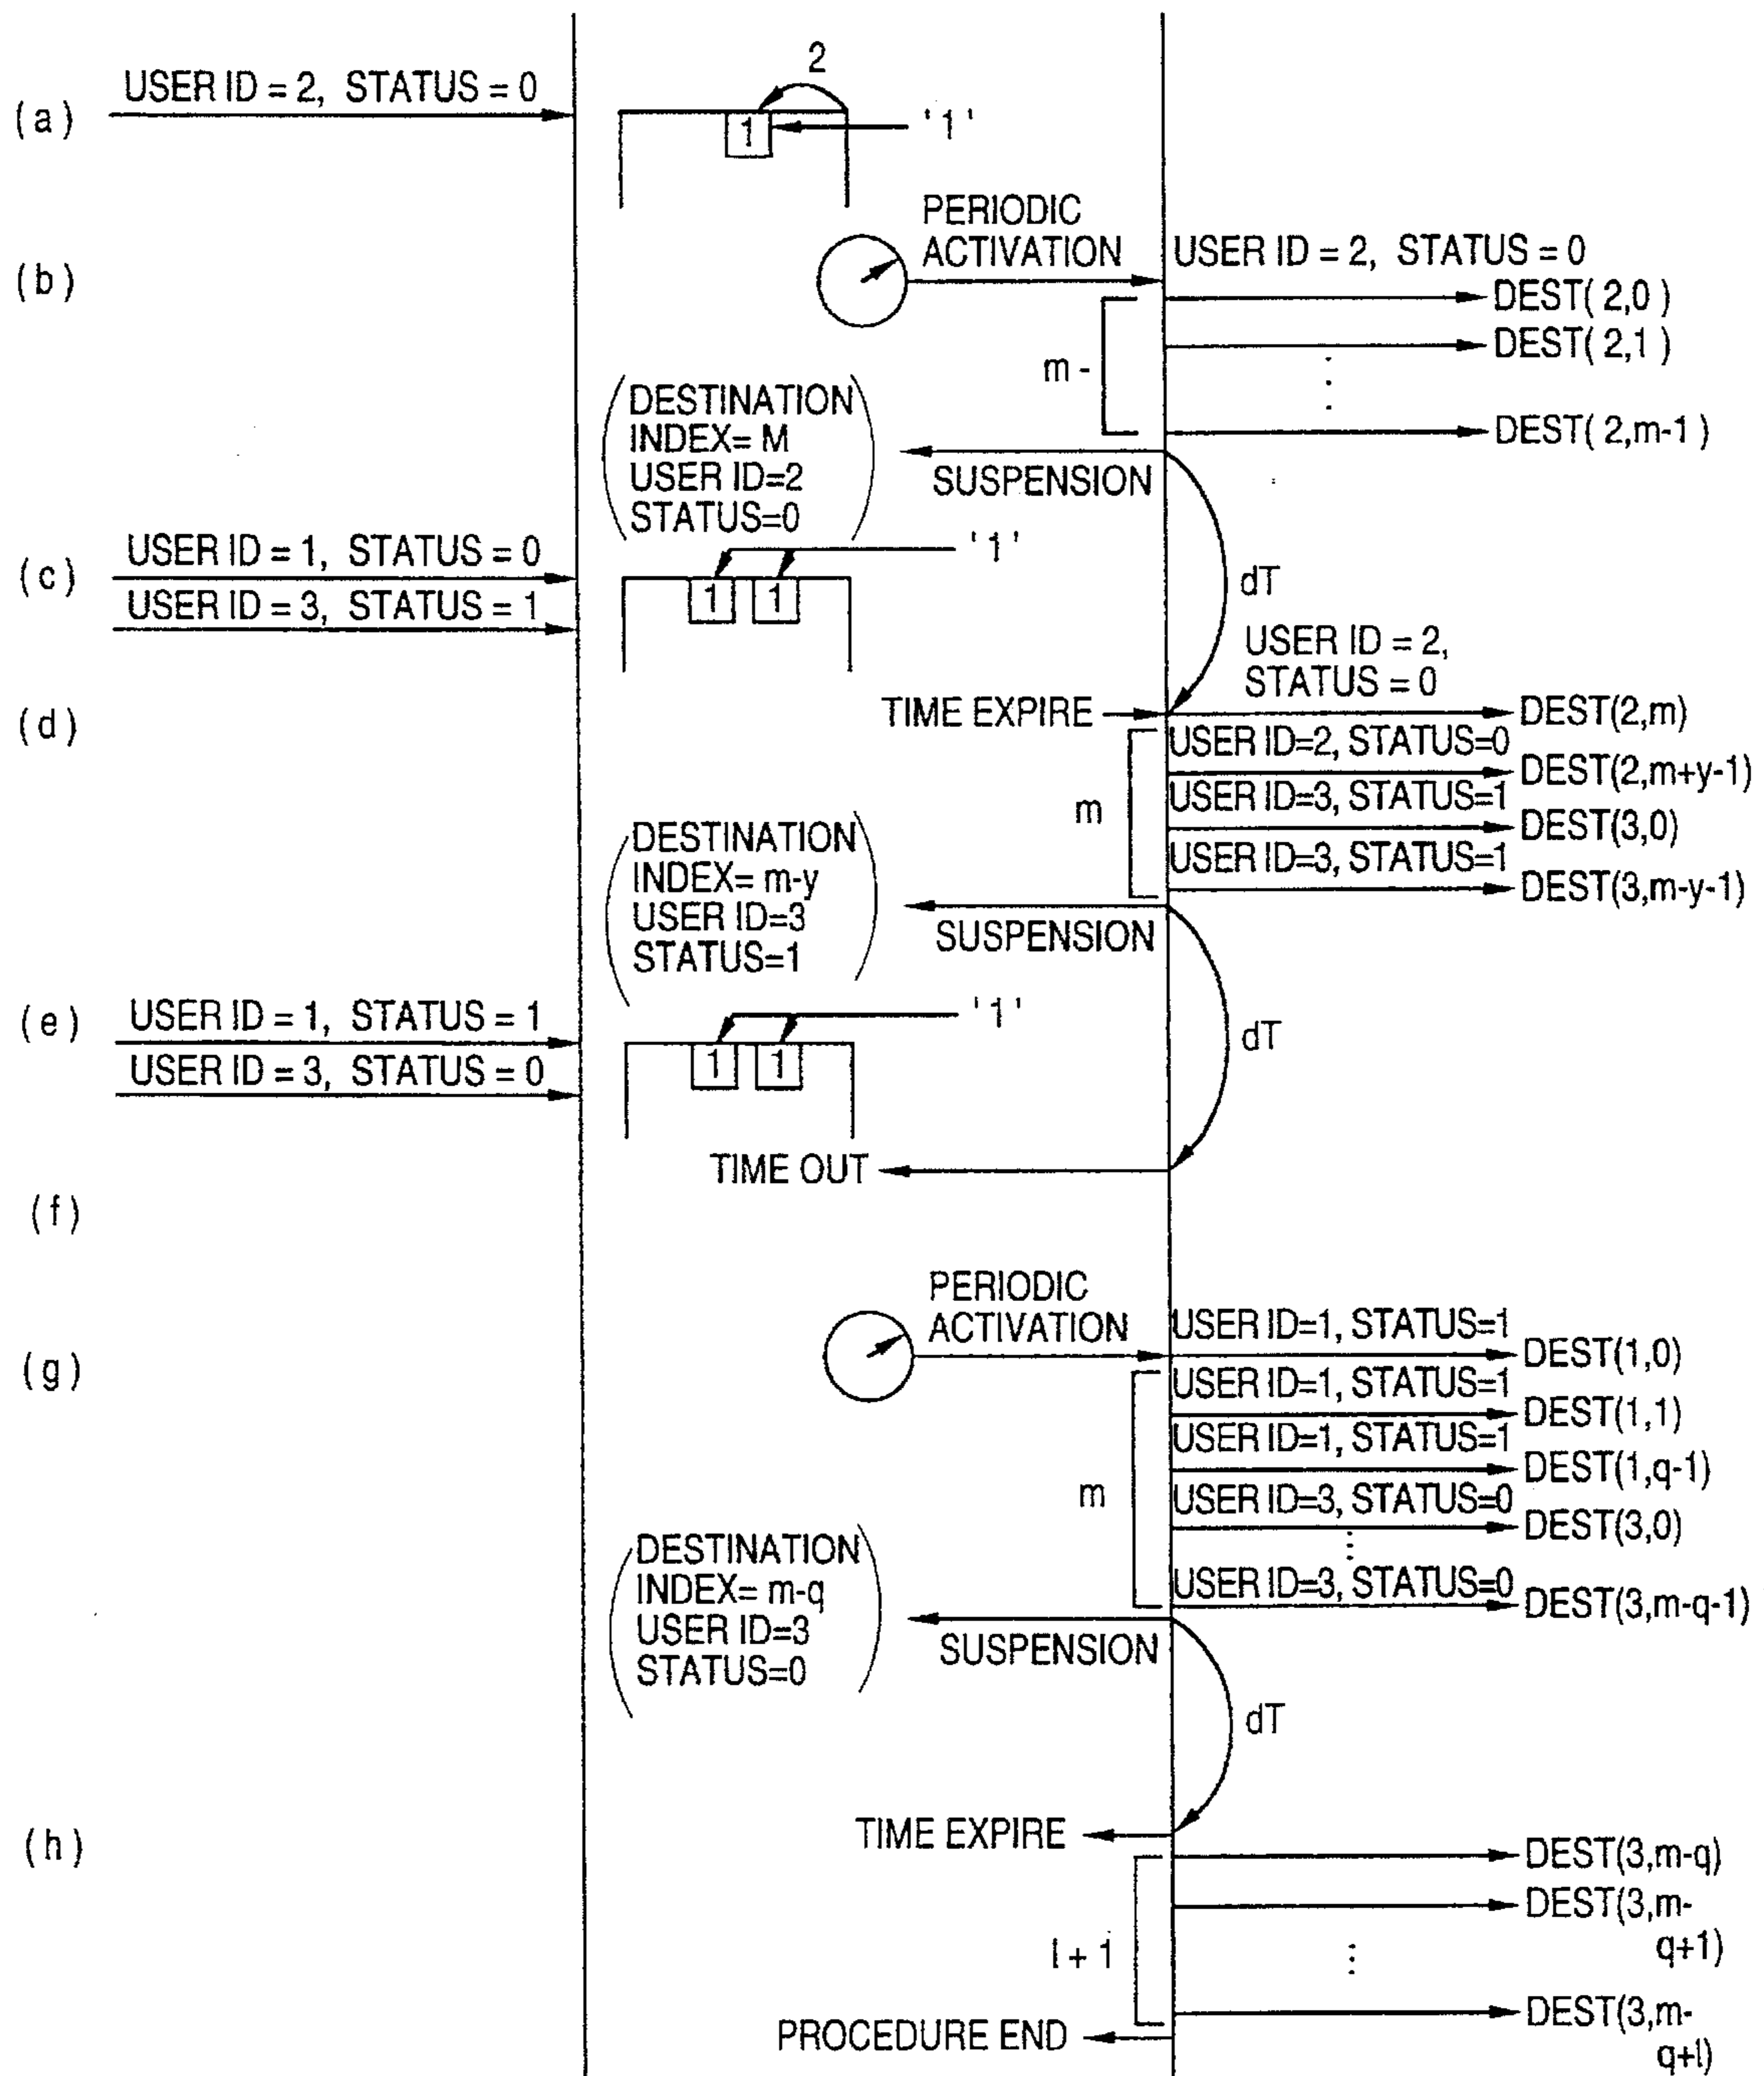 (a)
USER ID = 2, STATUS = 0
2
1
'1'
(b)
PERIODIC
ACTIVATION
USER ID = 2, STATUS = 0
DEST( 2,0 )
DEST( 2,1 )
m -
DEST( 2,m-1 )
DESTINATION
INDEX= M
USER ID=2
STATUS=0
SUSPENSION
dT
(c)
USER ID = 1, STATUS = 0
USER ID = 3, STATUS = 1
1 1
'1'
(d)
TIME EXPIRE
USER ID = 2,
STATUS = 0
DEST(2,m)
USER ID=2, STATUS=0
DEST(2,m+y-1)
m
USER ID=3, STATUS=1
DEST(3,0)
USER ID=3, STATUS=1
DEST(3,m-y-1)
DESTINATION
INDEX= m-y
USER ID=3
STATUS=1
SUSPENSION
dT
(e)
USER ID = 1, STATUS = 1
USER ID = 3, STATUS = 0
1 1
'1'
TIME OUT
(f)
(g)
PERIODIC
ACTIVATION
USER ID=1, STATUS=1
DEST(1,0)
USER ID=1, STATUS=1
DEST(1,1)
USER ID=1, STATUS=1
DEST(1,q-1)
m
USER ID=3, STATUS=0
DEST(3,0)
USER ID=3, STATUS=0
DEST(3,m-q-1)
DESTINATION
INDEX= m-q
USER ID=3
STATUS=0
SUSPENSION
dT
(h)
TIME EXPIRE
DEST(3,m-q)
DEST(3,m-
q+1)
l + 1
DEST(3,m-
q+l)
PROCEDURE END